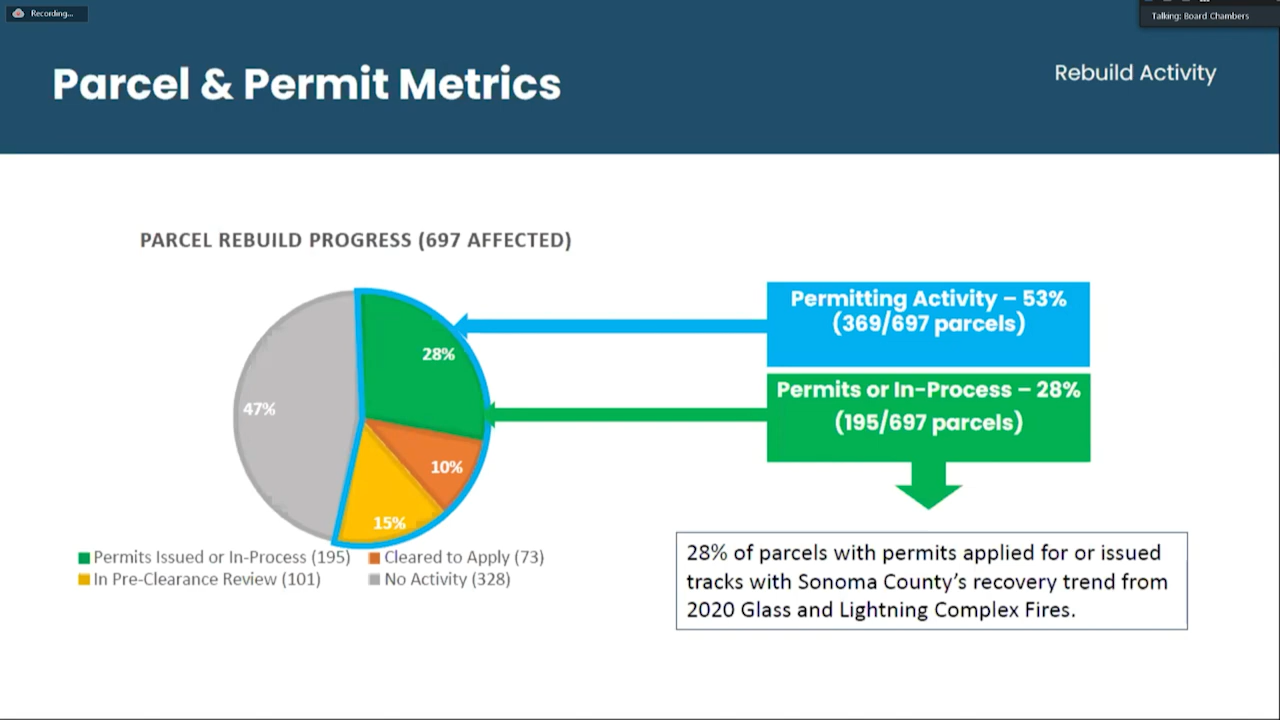 Recording...
Talking: Board Chambers
Parcel & Permit Metrics
Rebuild Activity
PARCEL REBUILD PROGRESS (697 AFFECTED)
28%
47%
10%
15%
Permits Issued or In-Process (195)
Cleared to Apply (73)
In Pre-Clearance Review (101)
No Activity (328)
Permitting Activity – 53%
(369/697 parcels)
Permits or In-Process – 28%
(195/697 parcels)
28% of parcels with permits applied for or issued
tracks with Sonoma County’s recovery trend from
2020 Glass and Lightning Complex Fires.